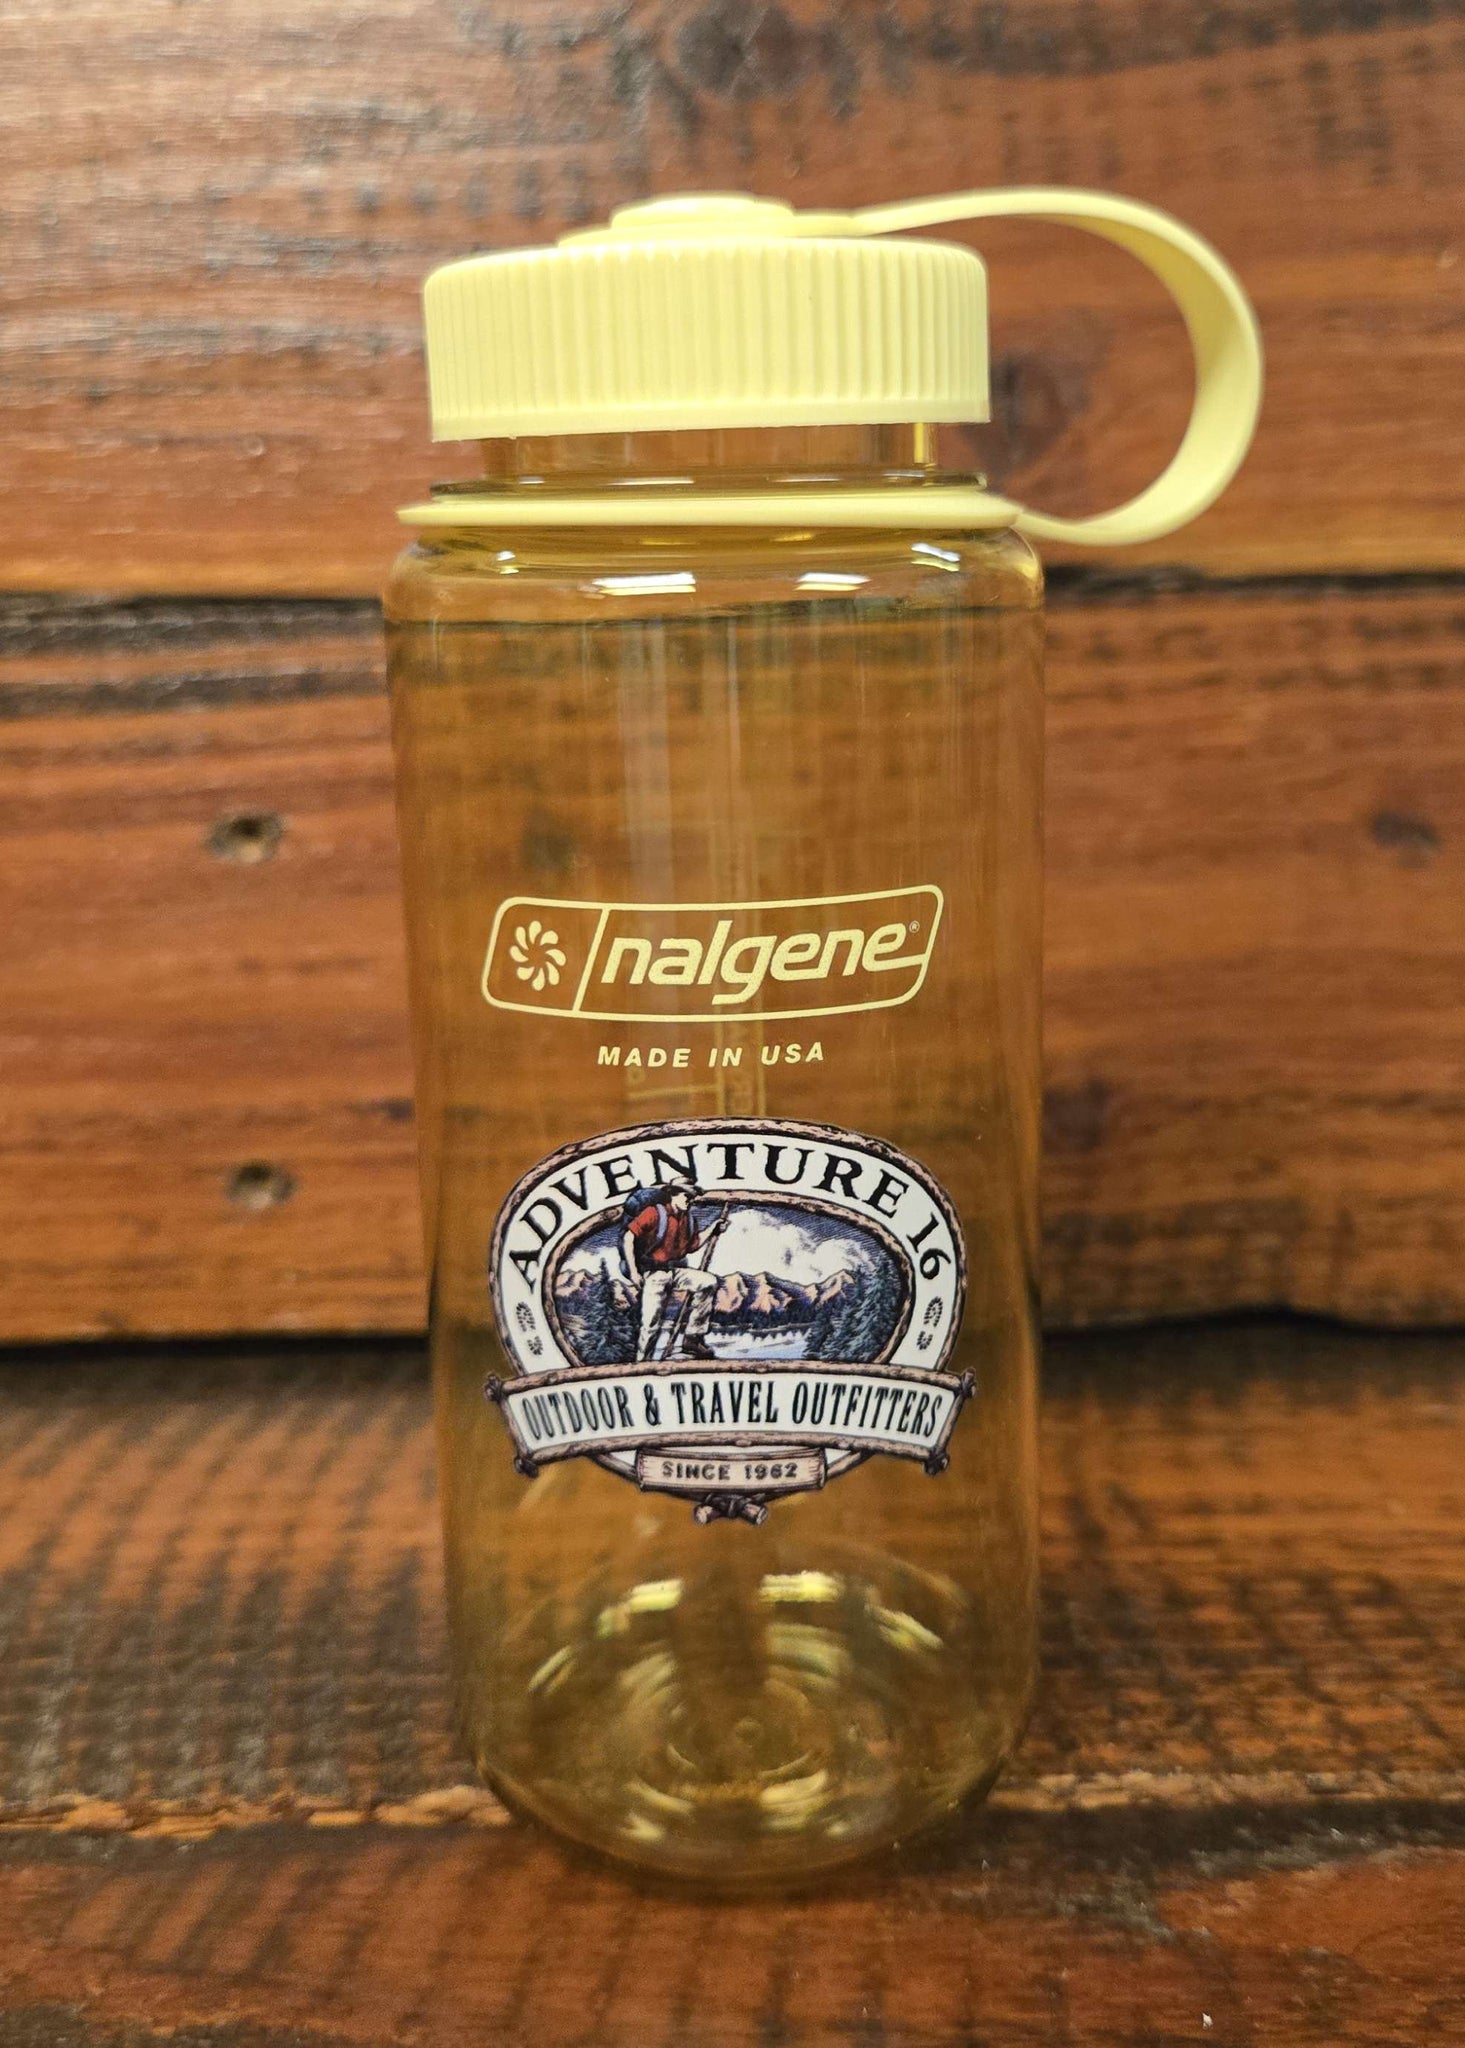 nalgene®
MADE IN USA
ADVENTURE 16
OUTDOOR & TRAVEL OUTFITTERS
SINCE 1962